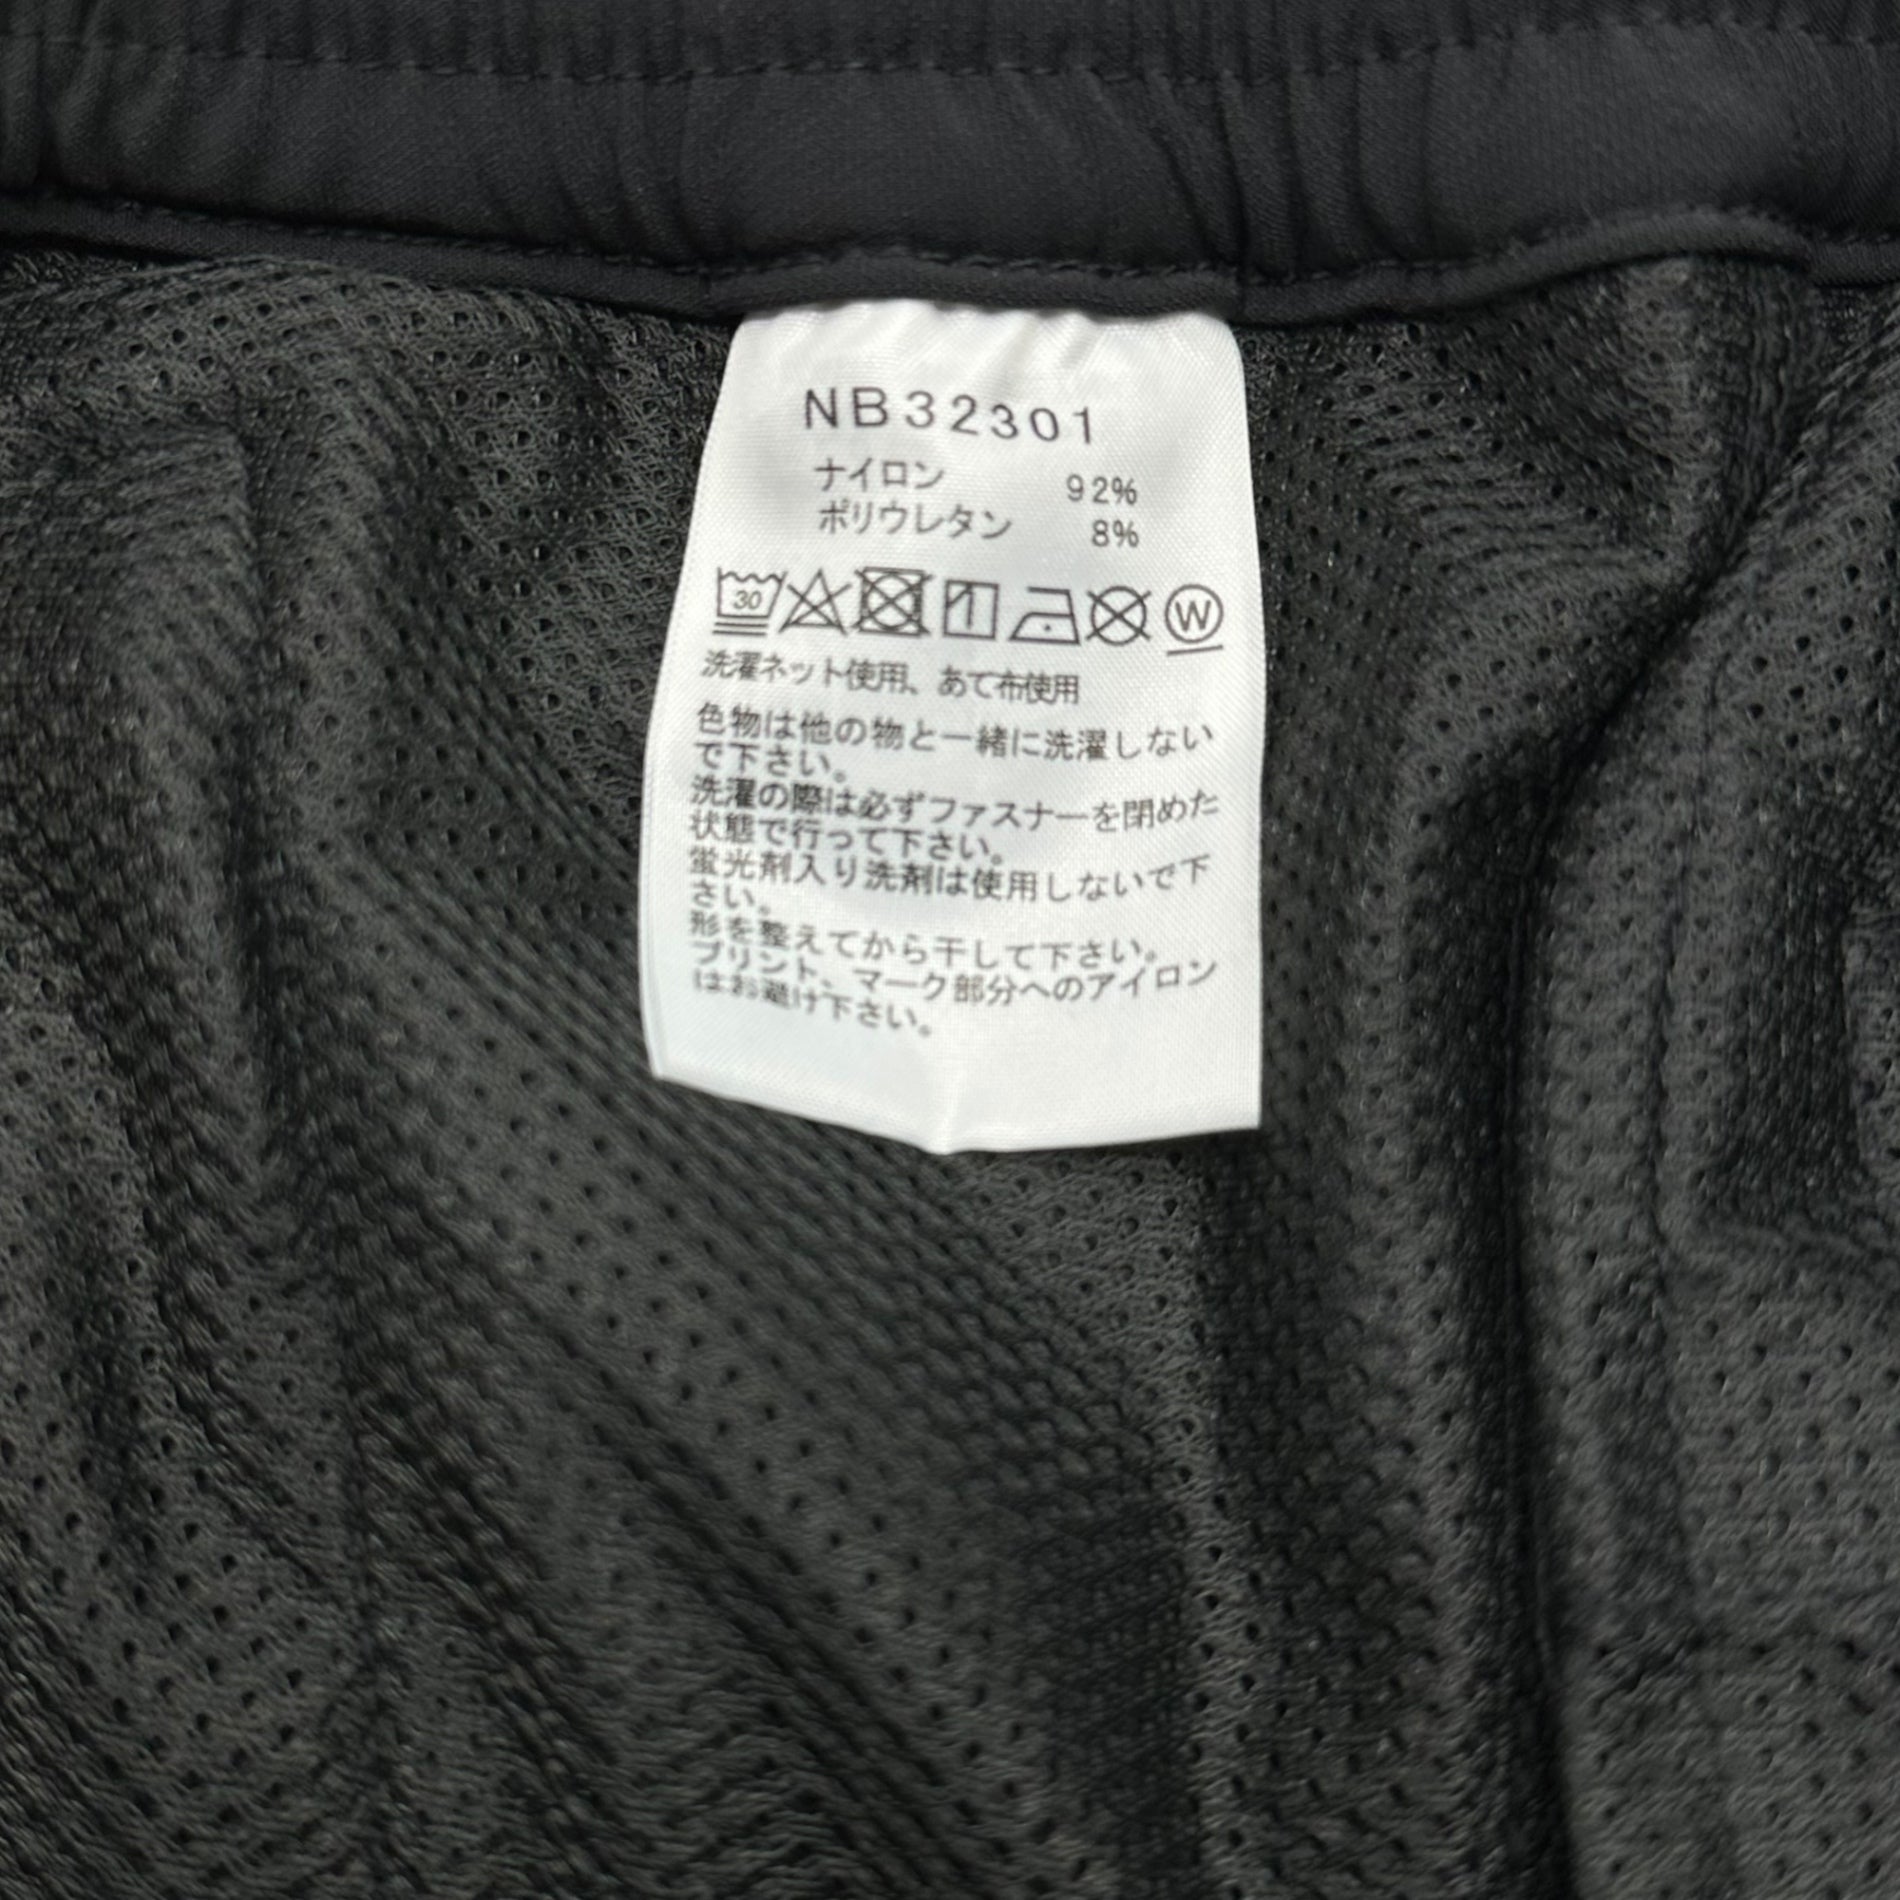 NB32301
ナイロン 92%
ポリウレタン 8%
30 W
洗濯ネット使用、あて布使用
色物は他の物と一緒に洗濯しない
で下さい。
洗濯の際は必ずファスナーを閉めた
状態で行って下さい。
蛍光剤入り洗剤は使用しないで下
さい。
形を整えてから干して下さい。
プリント、マーク部分へのアイロン
はお避け下さい。